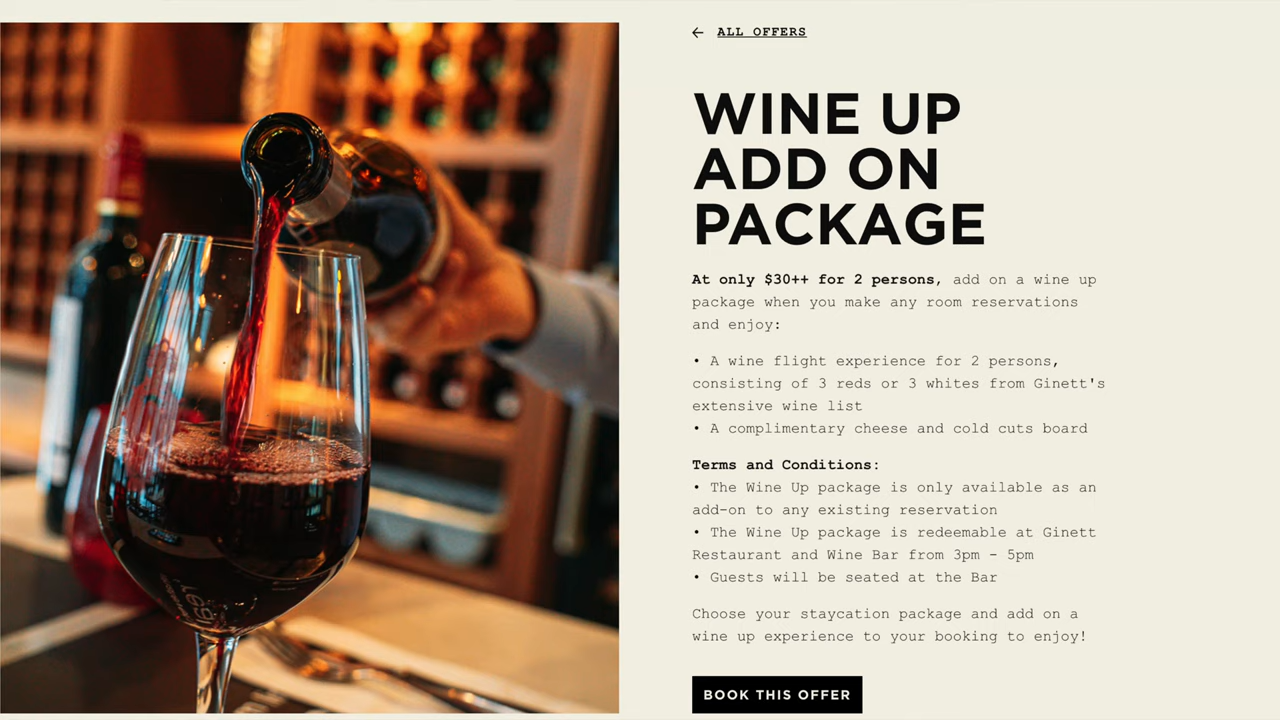 ← ALL OFFERS
WINE UP
ADD ON
PACKAGE
At only $30++ for 2 persons, add on a wine up
package when you make any room reservations
and enjoy:
• A wine flight experience for 2 persons,
consisting of 3 reds or 3 whites from Ginett's
extensive wine list
• A complimentary cheese and cold cuts board
Terms and Conditions:
• The Wine Up package is only available as an
add-on to any existing reservation
• The Wine Up package is redeemable at Ginett
Restaurant and Wine Bar from 3pm - 5pm
• Guests will be seated at the Bar
Choose your staycation package and add on a
wine up experience to your booking to enjoy!
BOOK THIS OFFER